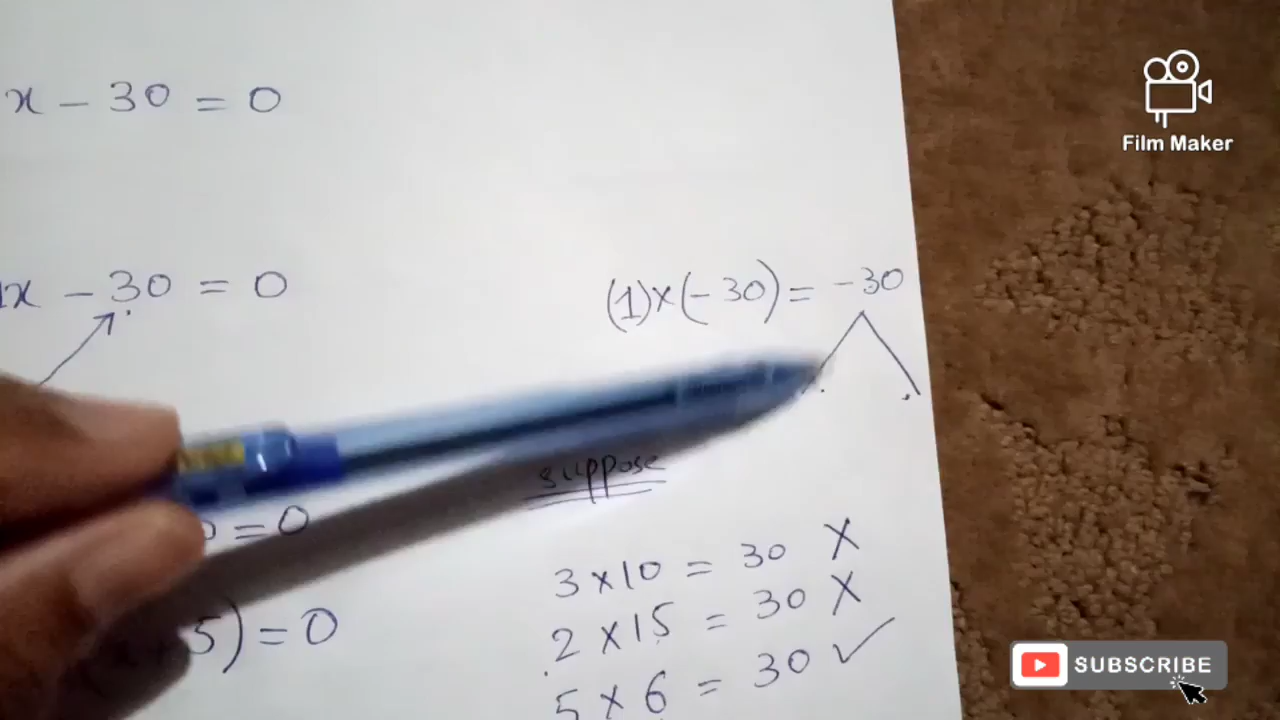 x - 30 = 0
x - 30 = 0
(1)×(-30) = -30
suppose
= 0
5) = 0
3 × 10 = 30 X
2 × 15 = 30 X
5 × 6 = 30 ✓
Film Maker
SUBSCRIBE